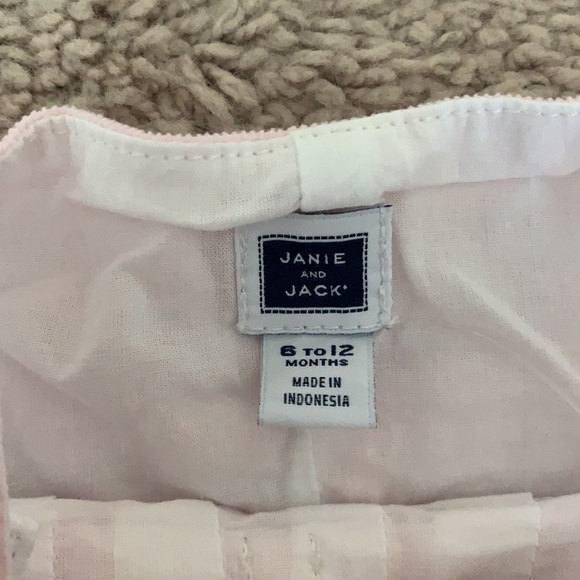 JANIE
AND
JACK
6 TO 12
MONTHS
MADE IN
INDONESIA